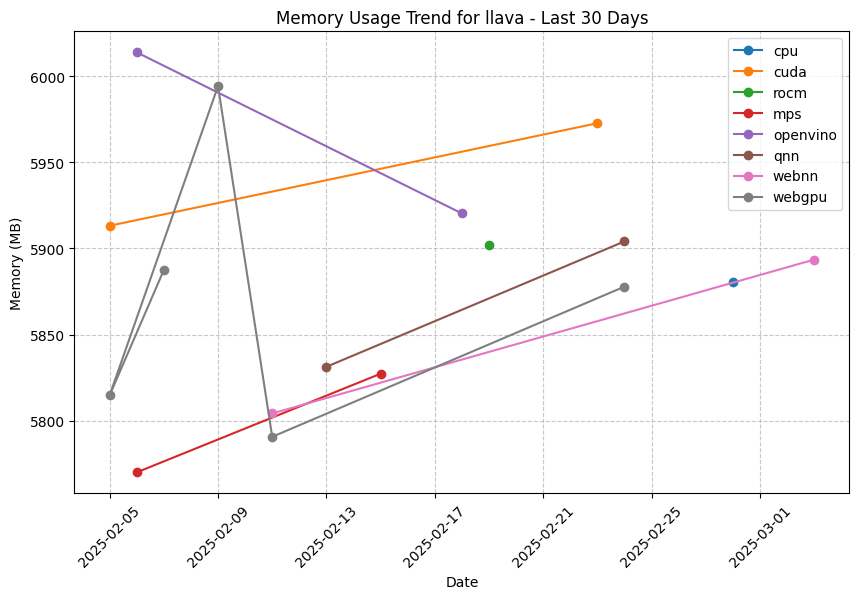 Memory Usage Trend for llava - Last 30 Days
cpu
cuda
rocm
mps
openvino
qnn
webnn
webgpu
Memory (MB)
6000
5950
5900
5850
5800
2025-02-05
2025-02-09
2025-02-13
2025-02-17
2025-02-21
2025-02-25
2025-03-01
Date